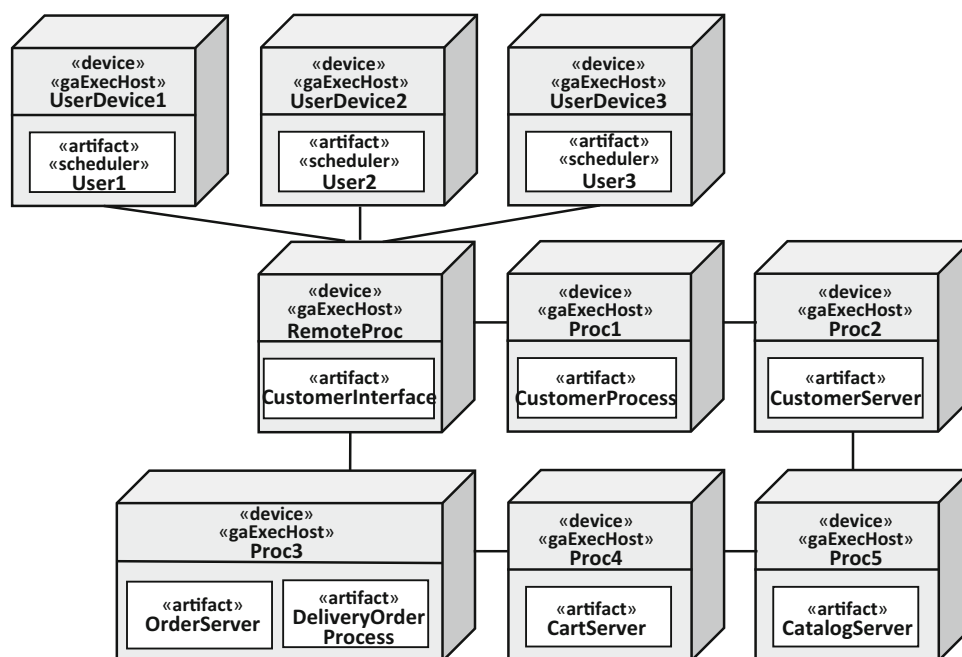 «device»
«gaExecHost»
UserDevice1
«artifact»
«scheduler»
User1
«device»
«gaExecHost»
UserDevice2
«artifact»
«scheduler»
User2
«device»
«gaExecHost»
UserDevice3
«artifact»
«scheduler»
User3
«device»
«gaExecHost»
RemoteProc
«artifact»
CustomerInterface
«device»
«gaExecHost»
Proc1
«artifact»
CustomerProcess
«device»
«gaExecHost»
Proc2
«artifact»
CustomerServer
«device»
«gaExecHost»
Proc3
«artifact»
OrderServer
«artifact»
DeliveryOrder
Process
«device»
«gaExecHost»
Proc4
«artifact»
CartServer
«device»
«gaExecHost»
Proc5
«artifact»
CatalogServer